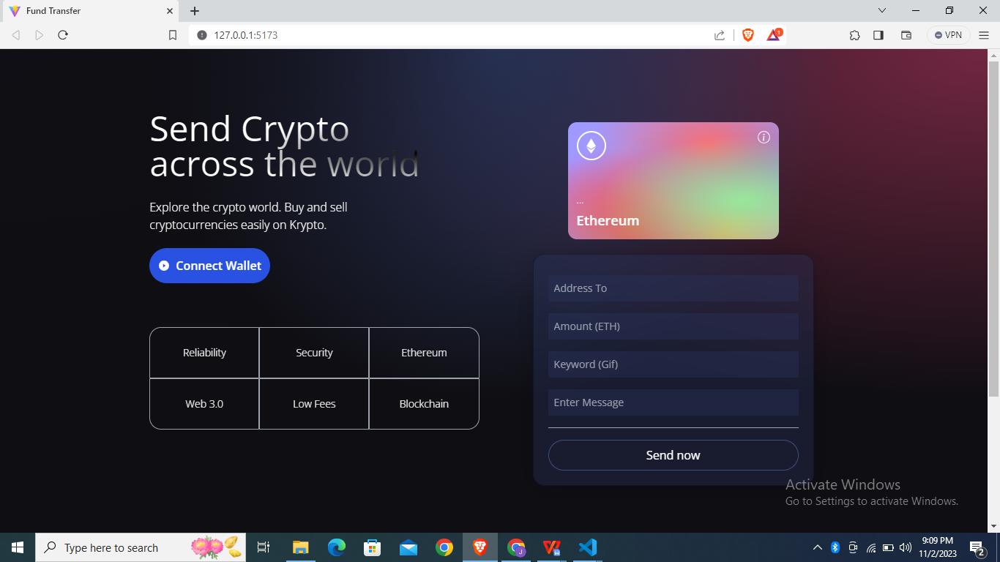 Fund Transfer
127.0.0.1:5173
1
VPN
Send Crypto
across the world
Explore the crypto world. Buy and sell
cryptocurrencies easily on Krypto.
Connect Wallet
Reliability
Security
Ethereum
Web 3.0
Low Fees
Blockchain
i
...
Ethereum
Address To
Amount (ETH)
Keyword (Gif)
Enter Message
Send now
Activate Windows
Go to Settings to activate Windows.
Type here to search
J
9:09 PM
11/2/2023
2